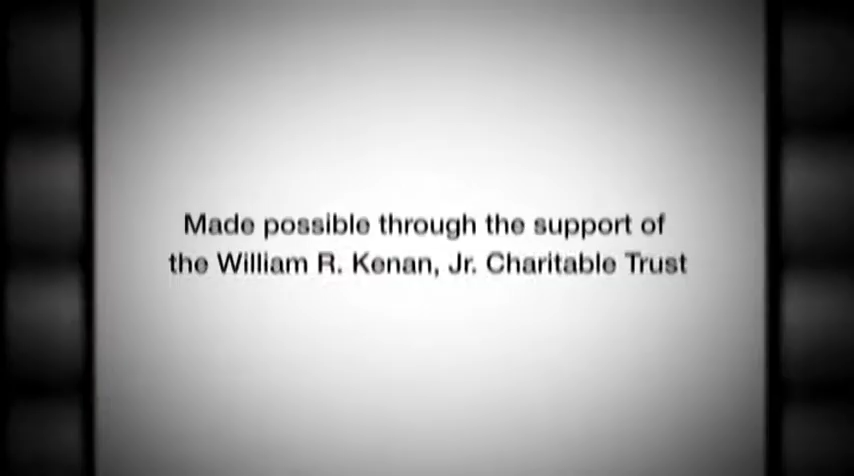 Made possible through the support of
the William R. Kenan, Jr. Charitable Trust